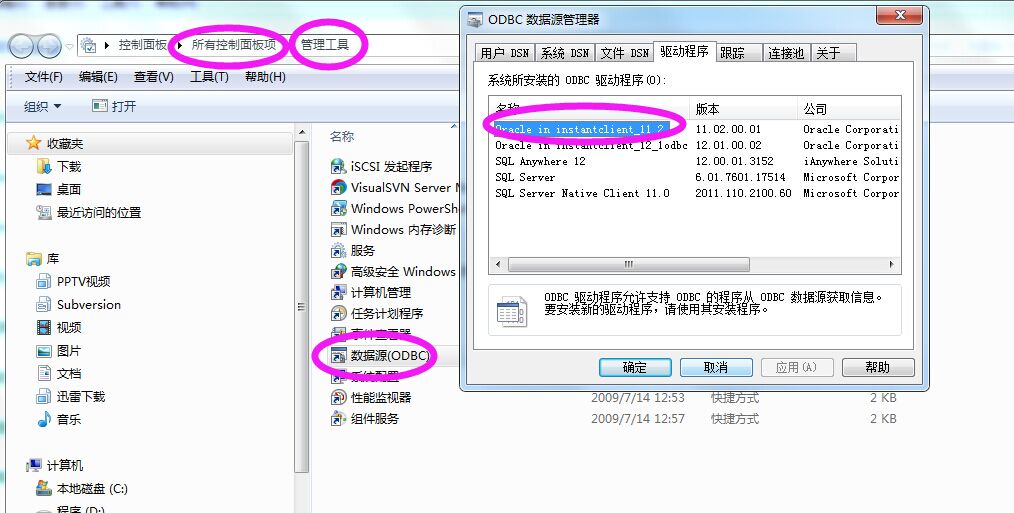 ODBC 数据源管理器
控制面板 ▸ 所有控制面板项 管理工具
文件(F) 编辑(E) 查看(V) 工具(T) 帮助(H)
组织 打开
收藏夹
下载
桌面
最近访问的位置
库
PPTV视频
Subversion
视频
图片
文档
迅雷下载
音乐
计算机
本地磁盘 (C:)
程序 (D:)
名称
iSCSI 发起程序
VisualSVN Server M
Windows PowerShe
Windows 内存诊断
服务
高级安全 Windows
计算机管理
任务计划程序
事件查看器
数据源(ODBC)
系统配置
性能监视器 2009/7/14 12:53 快捷方式 2 KB
组件服务 2009/7/14 12:57 快捷方式 2 KB
用户 DSN 系统 DSN 文件 DSN 驱动程序 跟踪 连接池 关于
系统所安装的 ODBC 驱动程序(O):
名称 版本 公司
Oracle in instantclient_11_2 11.02.00.01 Oracle Corporati
Oracle in instantclient_12_1odbc 12.01.00.02 Oracle Corporati
SQL Anywhere 12 12.00.01.3152 iAnywhere Soluti
SQL Server 6.01.7601.17514 Microsoft Corpor
SQL Server Native Client 11.0 2011.110.2100.60 Microsoft Corpor
ODBC 驱动程序允许支持 ODBC 的程序从 ODBC 数据源获取信息。
要安装新的驱动程序，请使用其安装程序。
确定 取消 应用(A) 帮助